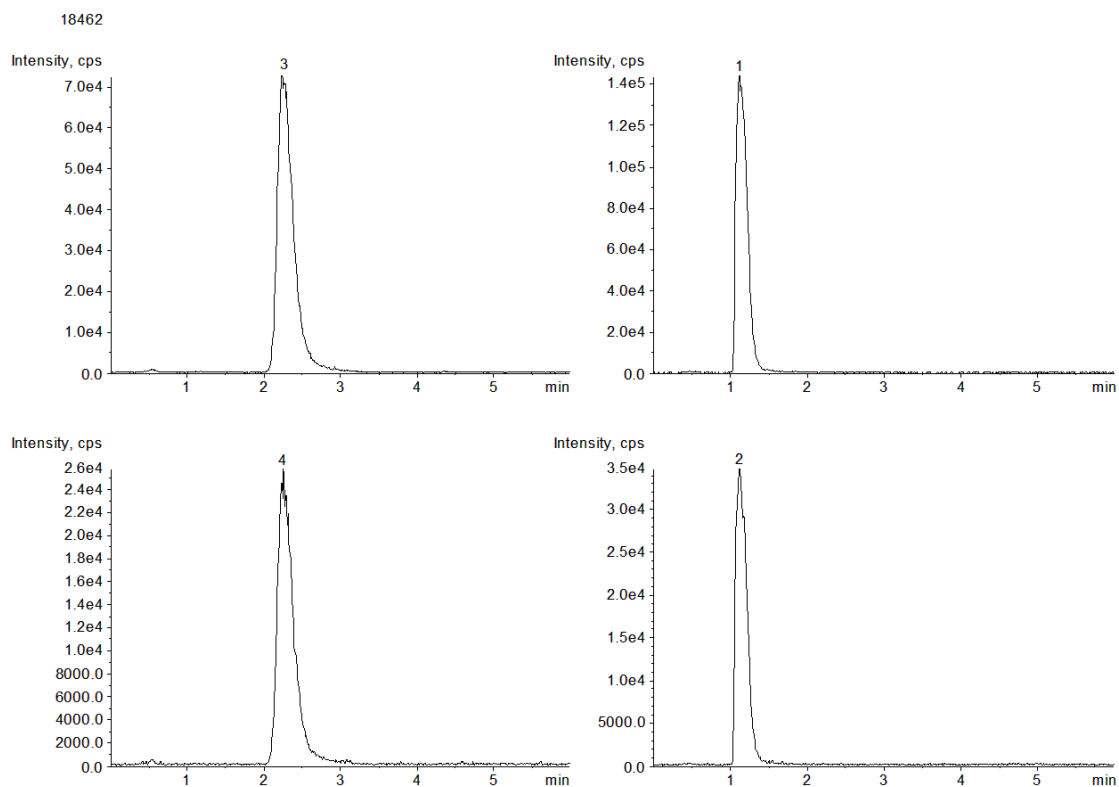 18462
Intensity, cps
3
7.0e4
6.0e4
5.0e4
4.0e4
3.0e4
2.0e4
1.0e4
0.0
1 2 3 4 5 min
Intensity, cps
1
1.4e5
1.2e5
1.0e5
8.0e4
6.0e4
4.0e4
2.0e4
0.0
1 2 3 4 5 min
Intensity, cps
4
2.6e4
2.4e4
2.2e4
2.0e4
1.8e4
1.6e4
1.4e4
1.2e4
1.0e4
8000.0
6000.0
4000.0
2000.0
0.0
1 2 3 4 5 min
Intensity, cps
2
3.5e4
3.0e4
2.5e4
2.0e4
1.5e4
1.0e4
5000.0
0.0
1 2 3 4 5 min